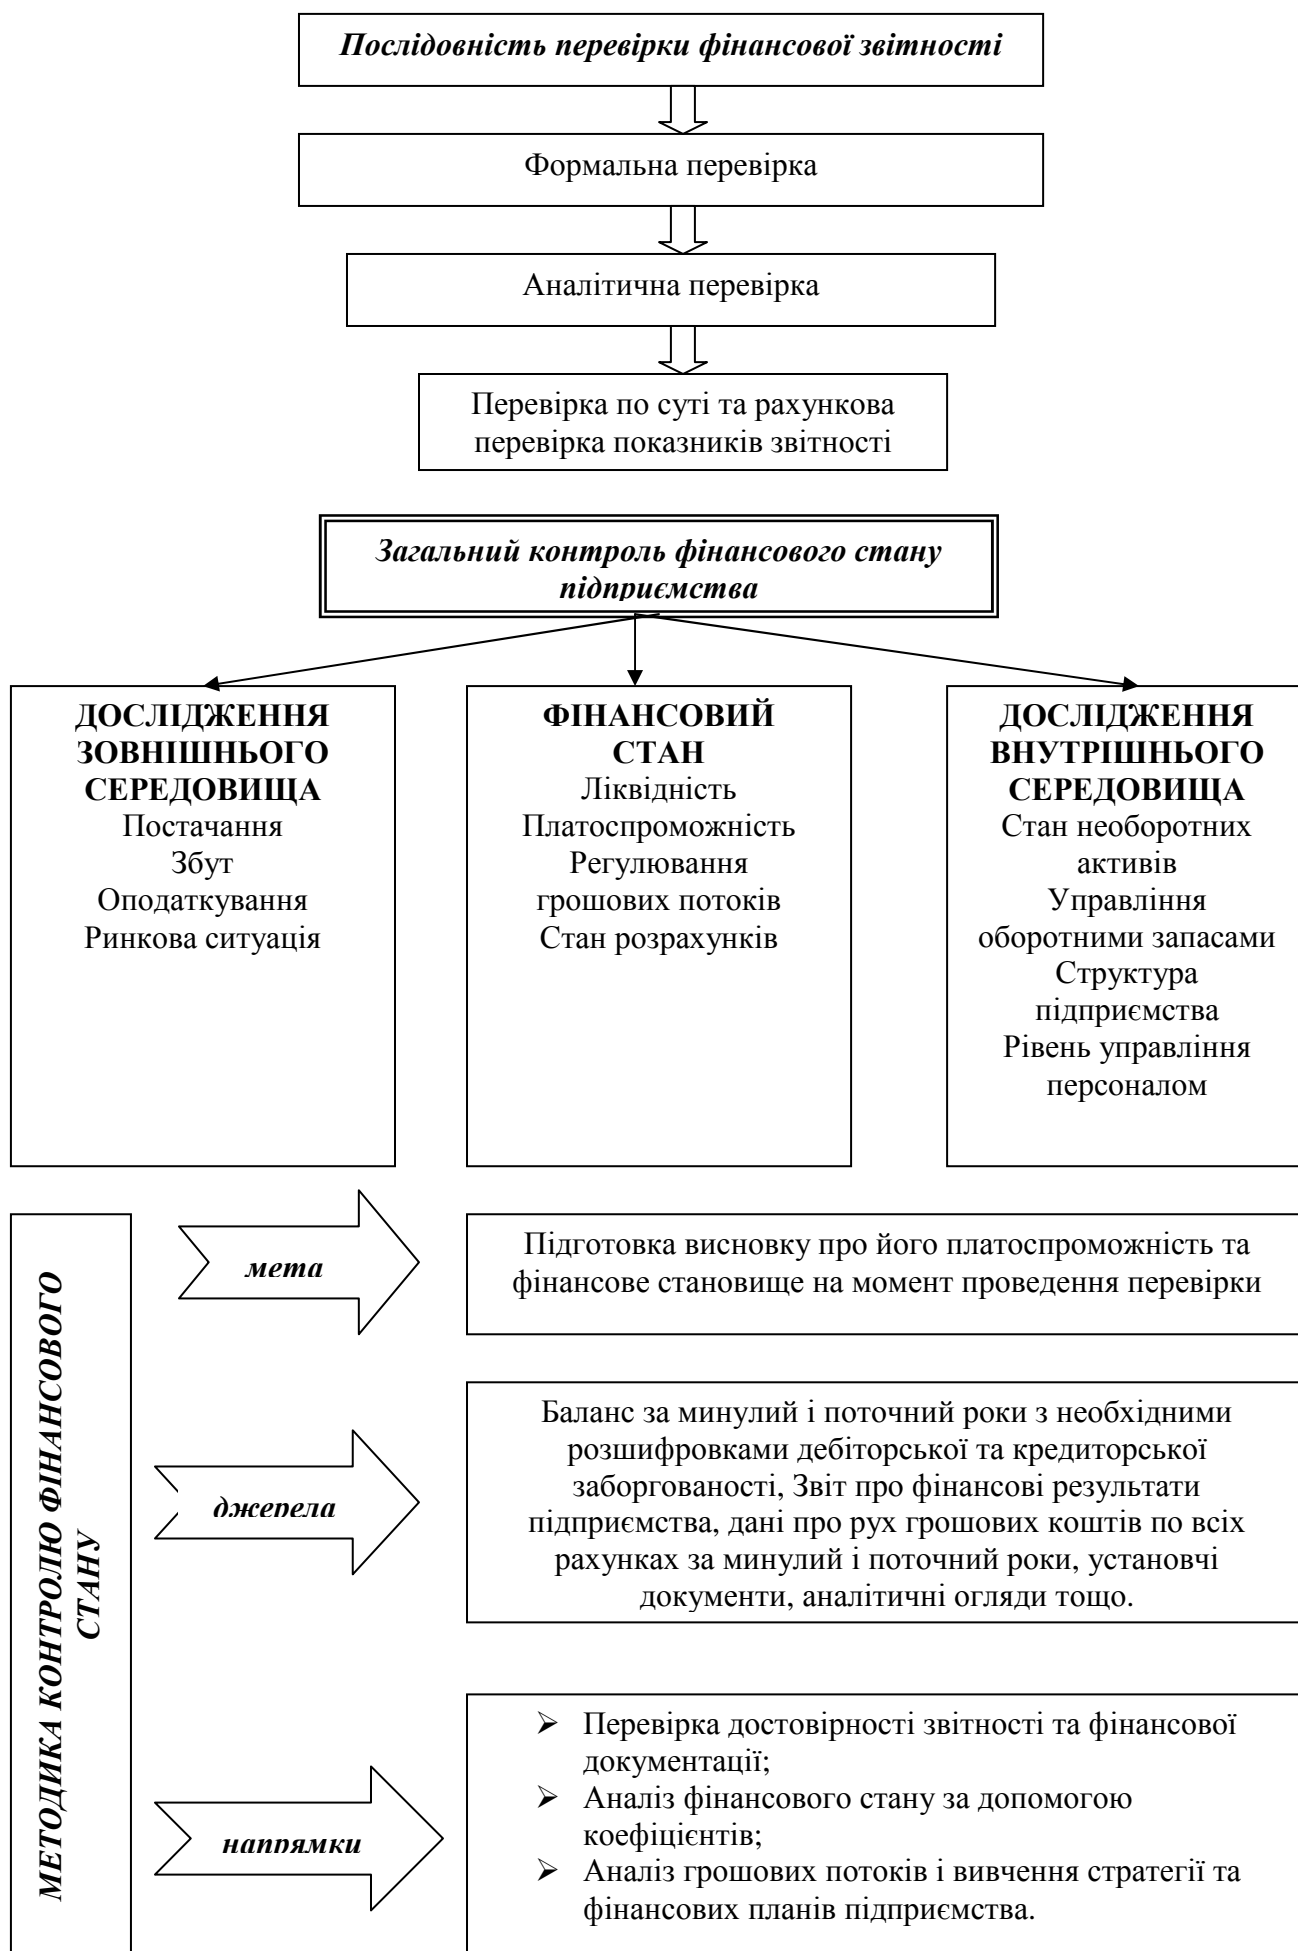 Послідовність перевірки фінансової звітності
Формальна перевірка
Аналітична перевірка
Перевірка по суті та рахункова
перевірка показників звітності
Загальний контроль фінансового стану
підприємства
ДОСЛІДЖЕННЯ
ЗОВНІШНЬОГО
СЕРЕДОВИЩА
Постачання
Збут
Оподаткування
Ринкова ситуація
ФІНАНСОВИЙ
СТАН
Ліквідність
Платоспроможність
Регулювання
грошових потоків
Стан розрахунків
ДОСЛІДЖЕННЯ
ВНУТРІШНЬОГО
СЕРЕДОВИЩА
Стан необоротних
активів
Управління
оборотними запасами
Структура
підприємства
Рівень управління
персоналом
МЕТОДИКА КОНТРОЛЮ ФІНАНСОВОГО
СТАНУ
мета
Підготовка висновку про його платоспроможність та
фінансове становище на момент проведення перевірки
джерела
Баланс за минулий і поточний роки з необхідними
розшифровками дебіторської та кредиторської
заборгованості, Звіт про фінансові результати
підприємства, дані про рух грошових коштів по всіх
рахунках за минулий і поточний роки, установчі
документи, аналітичні огляди тощо.
напрямки
➢ Перевірка достовірності звітності та фінансової
документації;
➢ Аналіз фінансового стану за допомогою
коефіцієнтів;
➢ Аналіз грошових потоків і вивчення стратегії та
фінансових планів підприємства.